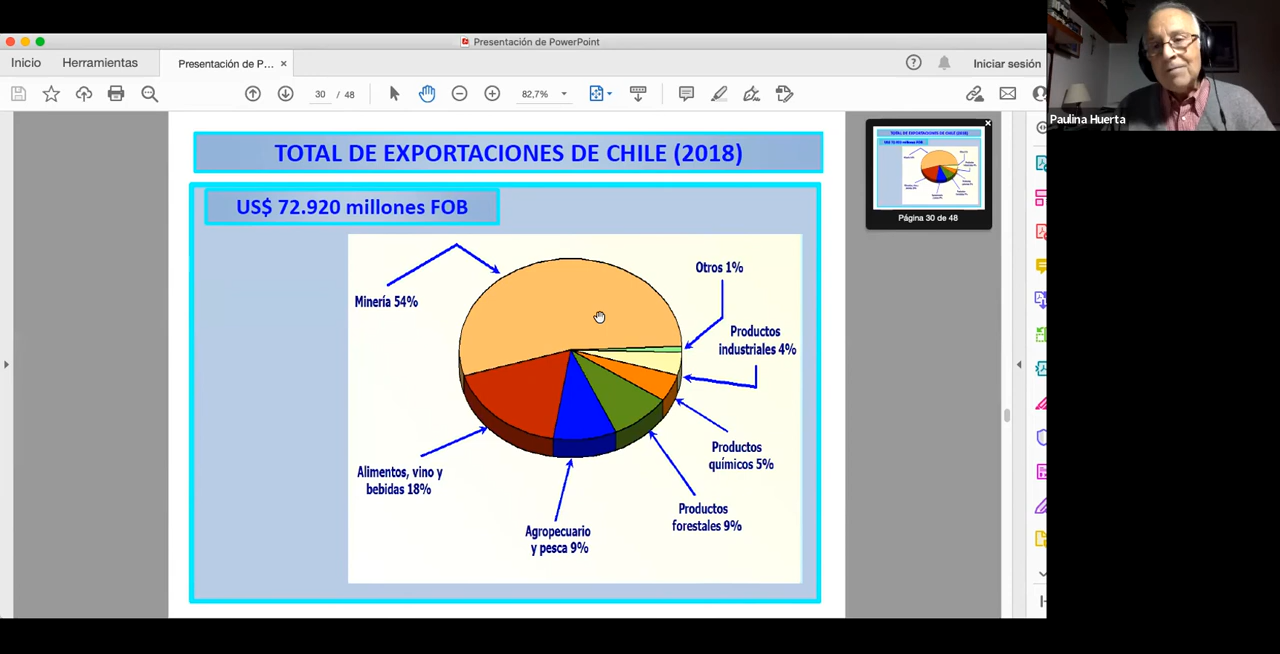 Presentación de PowerPoint
Inicio
Herramientas
Presentación de P...
Iniciar sesión
30 / 48
82,7%
Paulina Huerta
TOTAL DE EXPORTACIONES DE CHILE (2018)
US$ 72.920 millones FOB
Minería 54%
Otros 1%
Productos
industriales 4%
Productos
químicos 5%
Productos
forestales 9%
Agropecuario
y pesca 9%
Alimentos, vino y
bebidas 18%
Página 30 de 48